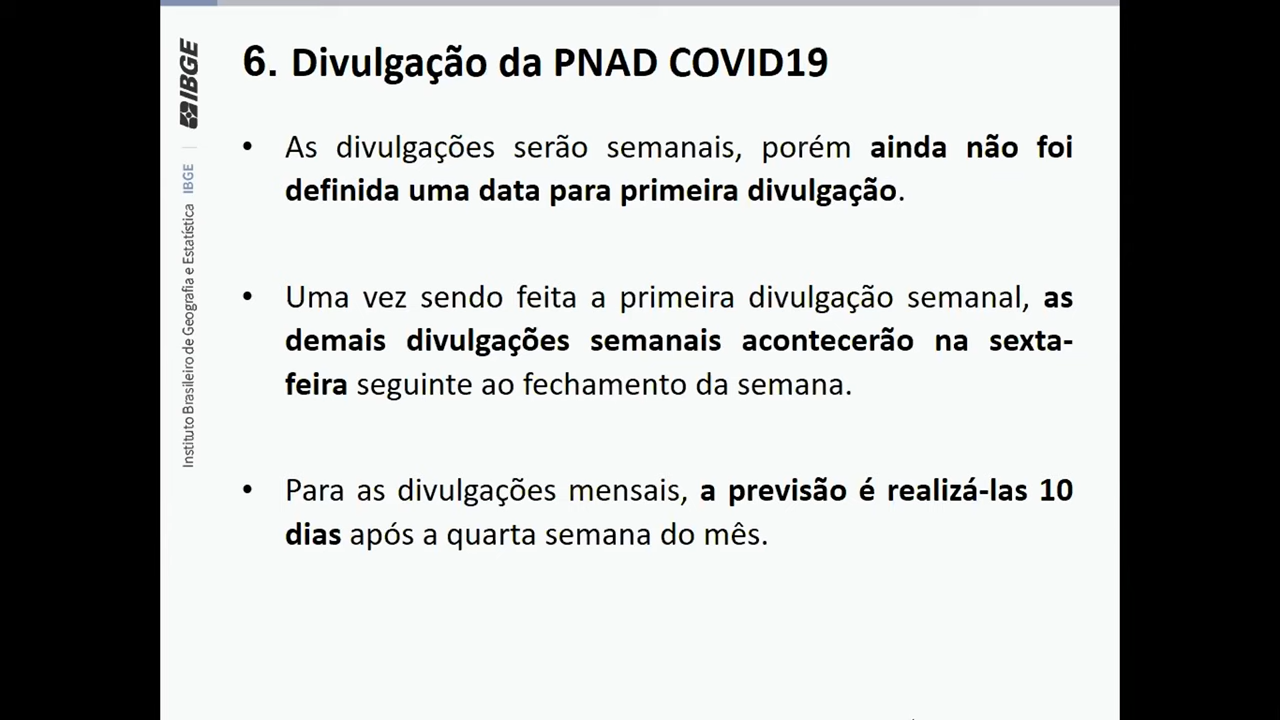 6. Divulgação da PNAD COVID19
• As divulgações serão semanais, porém ainda não foi
definida uma data para primeira divulgação.
• Uma vez sendo feita a primeira divulgação semanal, as
demais divulgações semanais acontecerão na sexta-
feira seguinte ao fechamento da semana.
• Para as divulgações mensais, a previsão é realizá-las 10
dias após a quarta semana do mês.
IBGE
Instituto Brasileiro de Geografia e Estatística IBGE